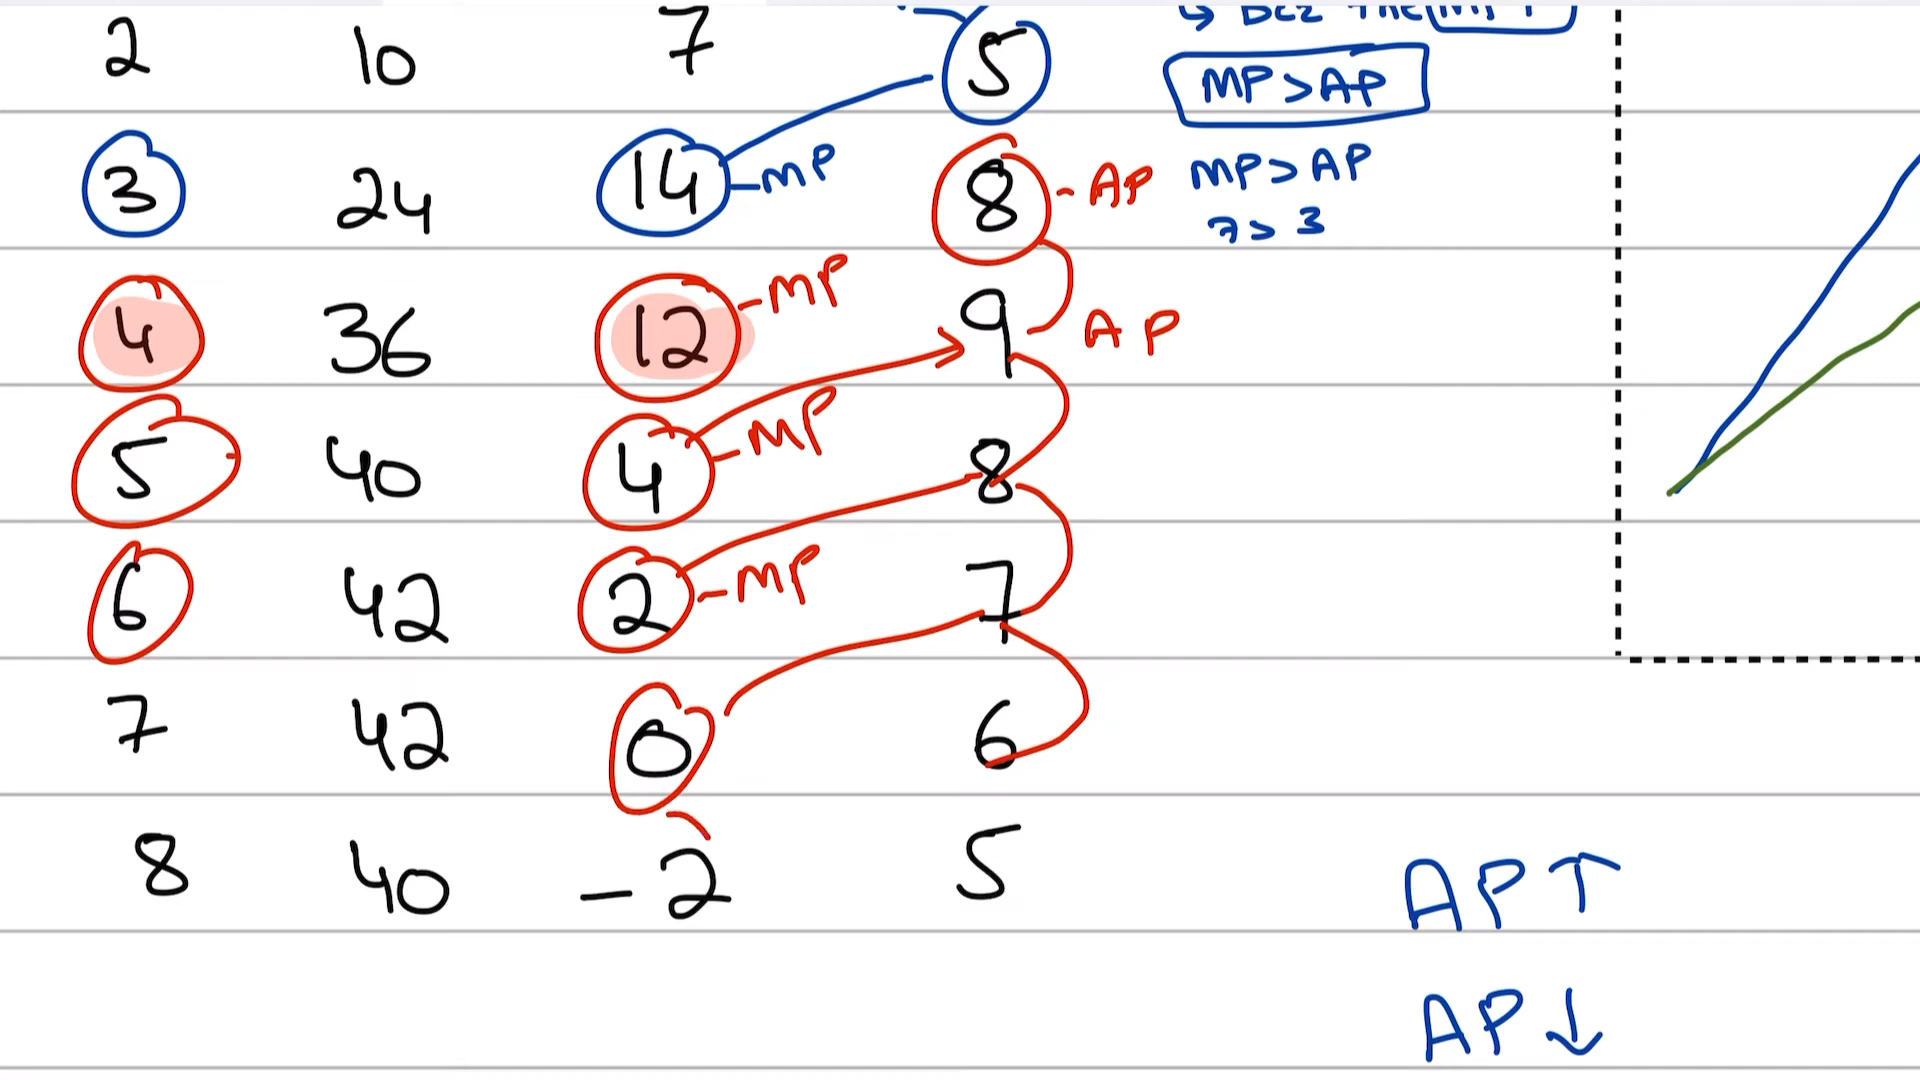 2 10 7 5
MP>AP
3 24 14 -MP 8 -AP MP>AP
7> 3
4 36 12 -MP 9 AP
5 40 4 -MP 8
6 42 2 -MP 7
7 42 0 6
8 40 -2 5
AP↑
AP↓